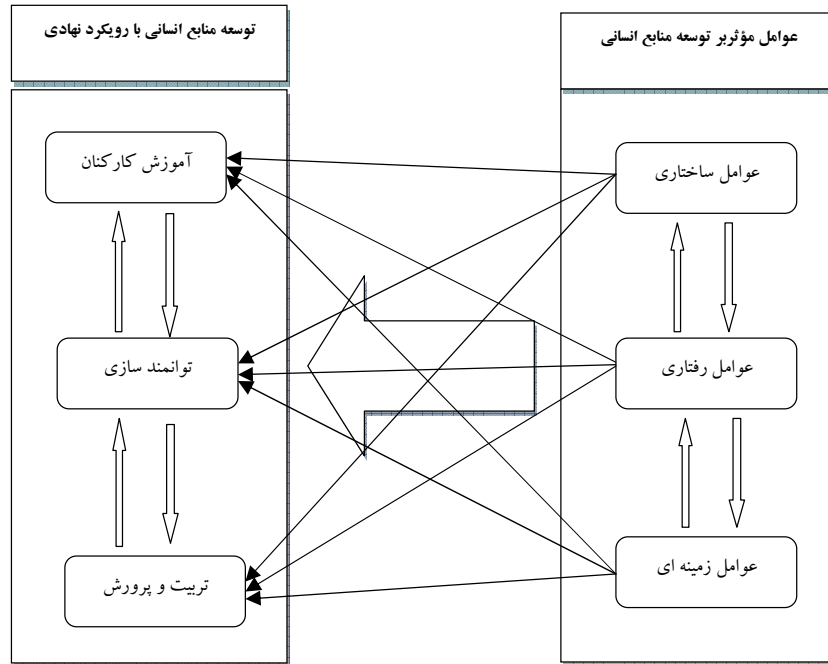 عوامل مؤثربر توسعه منابع انسانی
عوامل ساختاری
عوامل رفتاری
عوامل زمینه ای
توسعه منابع انسانی با رویکرد نهادی
آموزش کارکنان
توانمند سازی
تربیت و پرورش